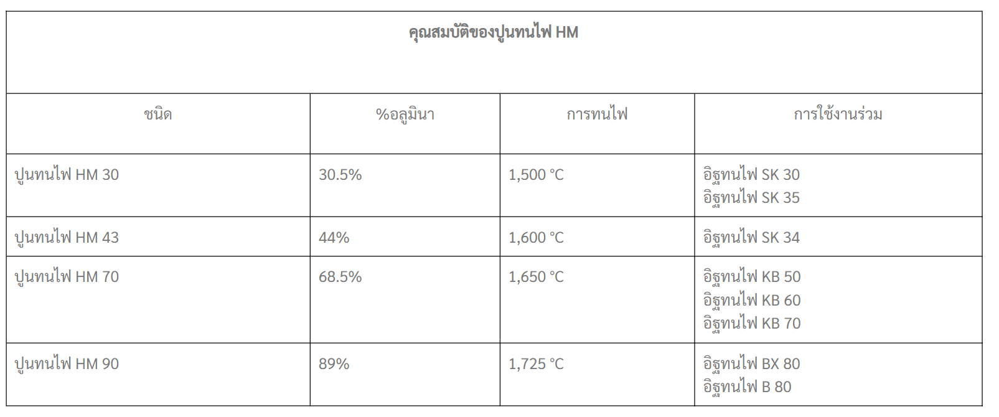 คุณสมบัติของปูนทนไฟ HM
ชนิด %อลูมินา การทนไฟ การใช้งานร่วม
ปูนทนไฟ HM 30 30.5% 1,500 °C อิฐทนไฟ SK 30
อิฐทนไฟ SK 35
ปูนทนไฟ HM 43 44% 1,600 °C อิฐทนไฟ SK 34
ปูนทนไฟ HM 70 68.5% 1,650 °C อิฐทนไฟ KB 50
อิฐทนไฟ KB 60
อิฐทนไฟ KB 70
ปูนทนไฟ HM 90 89% 1,725 °C อิฐทนไฟ BX 80
อิฐทนไฟ B 80